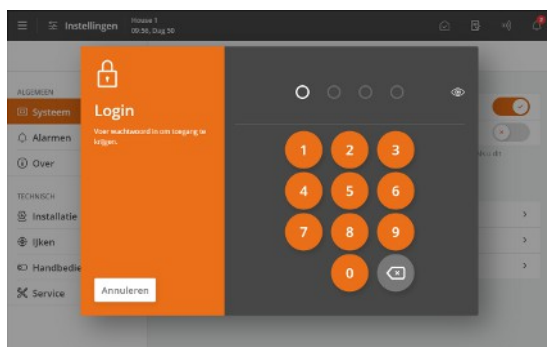 Instellingen
House 1
09:56, Dag 50
ALGEMEEN
Systeem
Alarmen
Over
TECHNISCH
Installatie
Ijken
Handbedie
Service
Login
Voer wachtwoord in om toegang te
krijgen.
Annuleren
1 2 3
4 5 6
7 8 9
0